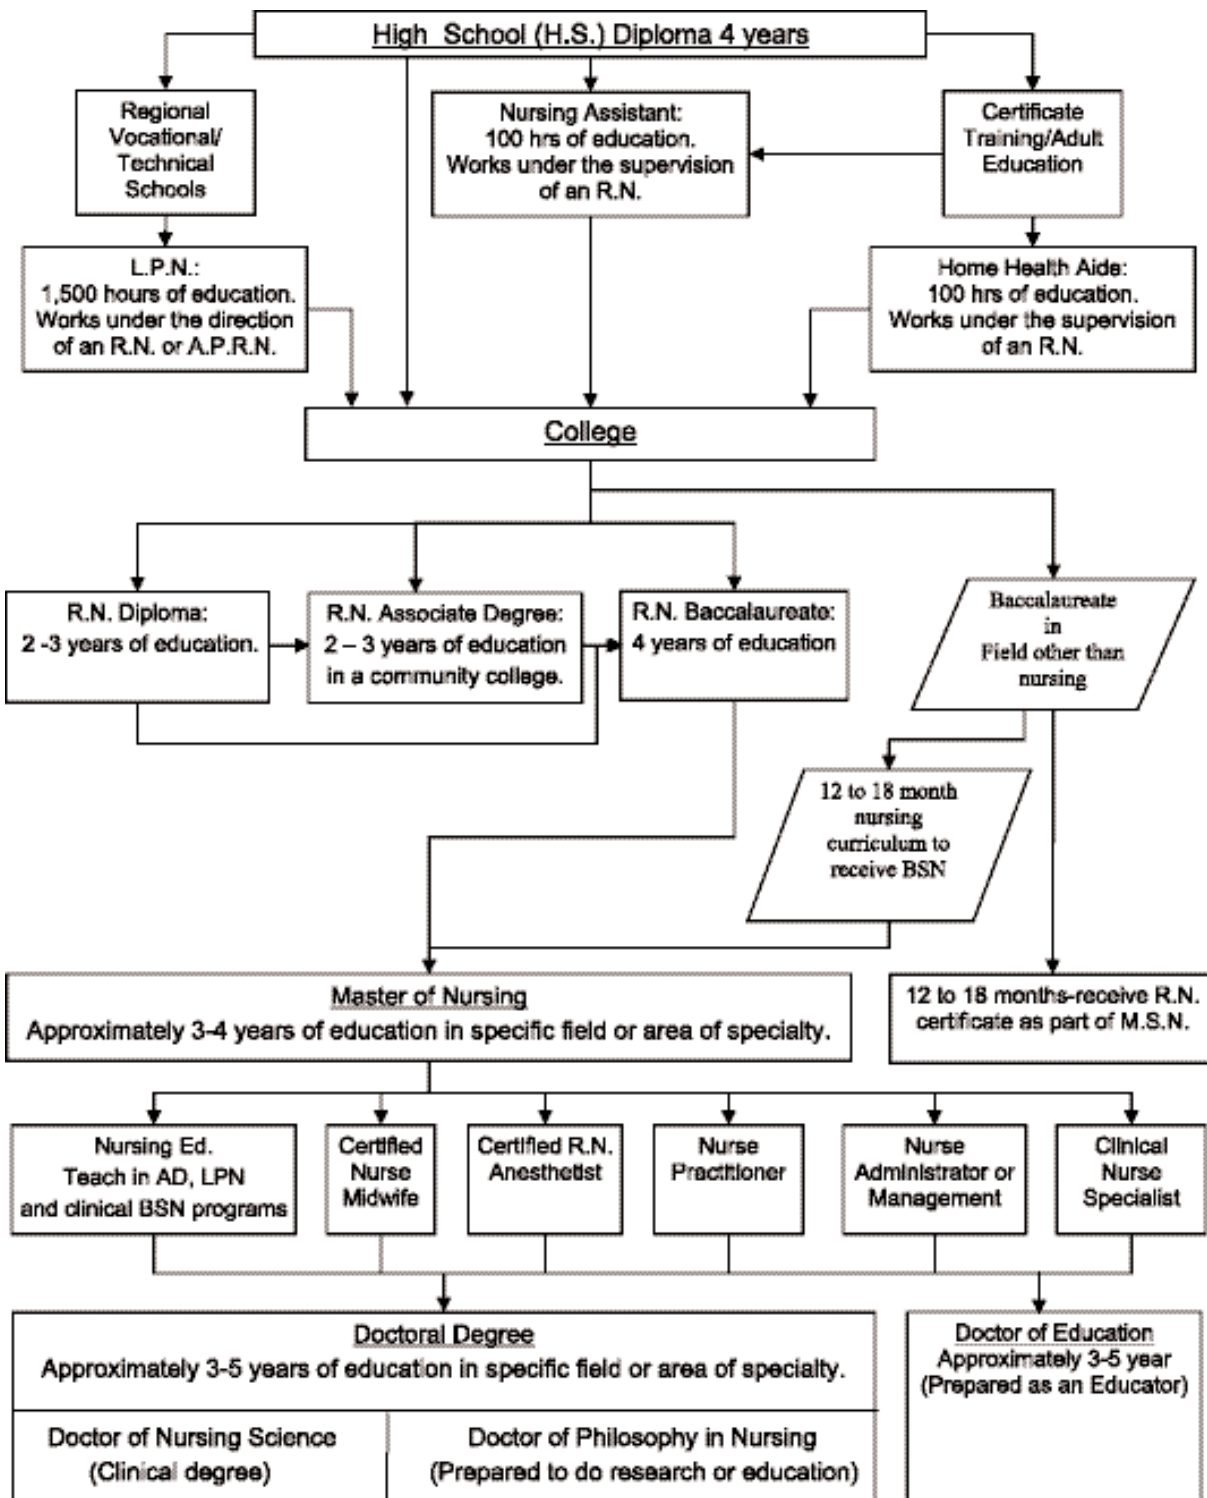 High School (H.S.) Diploma 4 years
Regional
Vocational/
Technical
Schools
Nursing Assistant:
100 hrs of education.
Works under the supervision
of an R.N.
Certificate
Training/Adult
Education
L.P.N.:
1,500 hours of education.
Works under the direction
of an R.N. or A.P.R.N.
Home Health Aide:
100 hrs of education.
Works under the supervision
of an R.N.
College
R.N. Diploma:
2 -3 years of education.
R.N. Associate Degree:
2 – 3 years of education
in a community college.
R.N. Baccalaureate:
4 years of education
Baccalaureate
in
Field other than
nursing
12 to 18 month
nursing
curriculum to
receive BSN
Master of Nursing
Approximately 3-4 years of education in specific field or area of specialty.
12 to 18 months-receive R.N.
certificate as part of M.S.N.
Nursing Ed.
Teach in AD, LPN
and clinical BSN programs
Certified
Nurse
Midwife
Certified R.N.
Anesthetist
Nurse
Practitioner
Nurse
Administrator or
Management
Clinical
Nurse
Specialist
Doctoral Degree
Approximately 3-5 years of education in specific field or area of specialty.
Doctor of Nursing Science
(Clinical degree)
Doctor of Philosophy in Nursing
(Prepared to do research or education)
Doctor of Education
Approximately 3-5 year
(Prepared as an Educator)